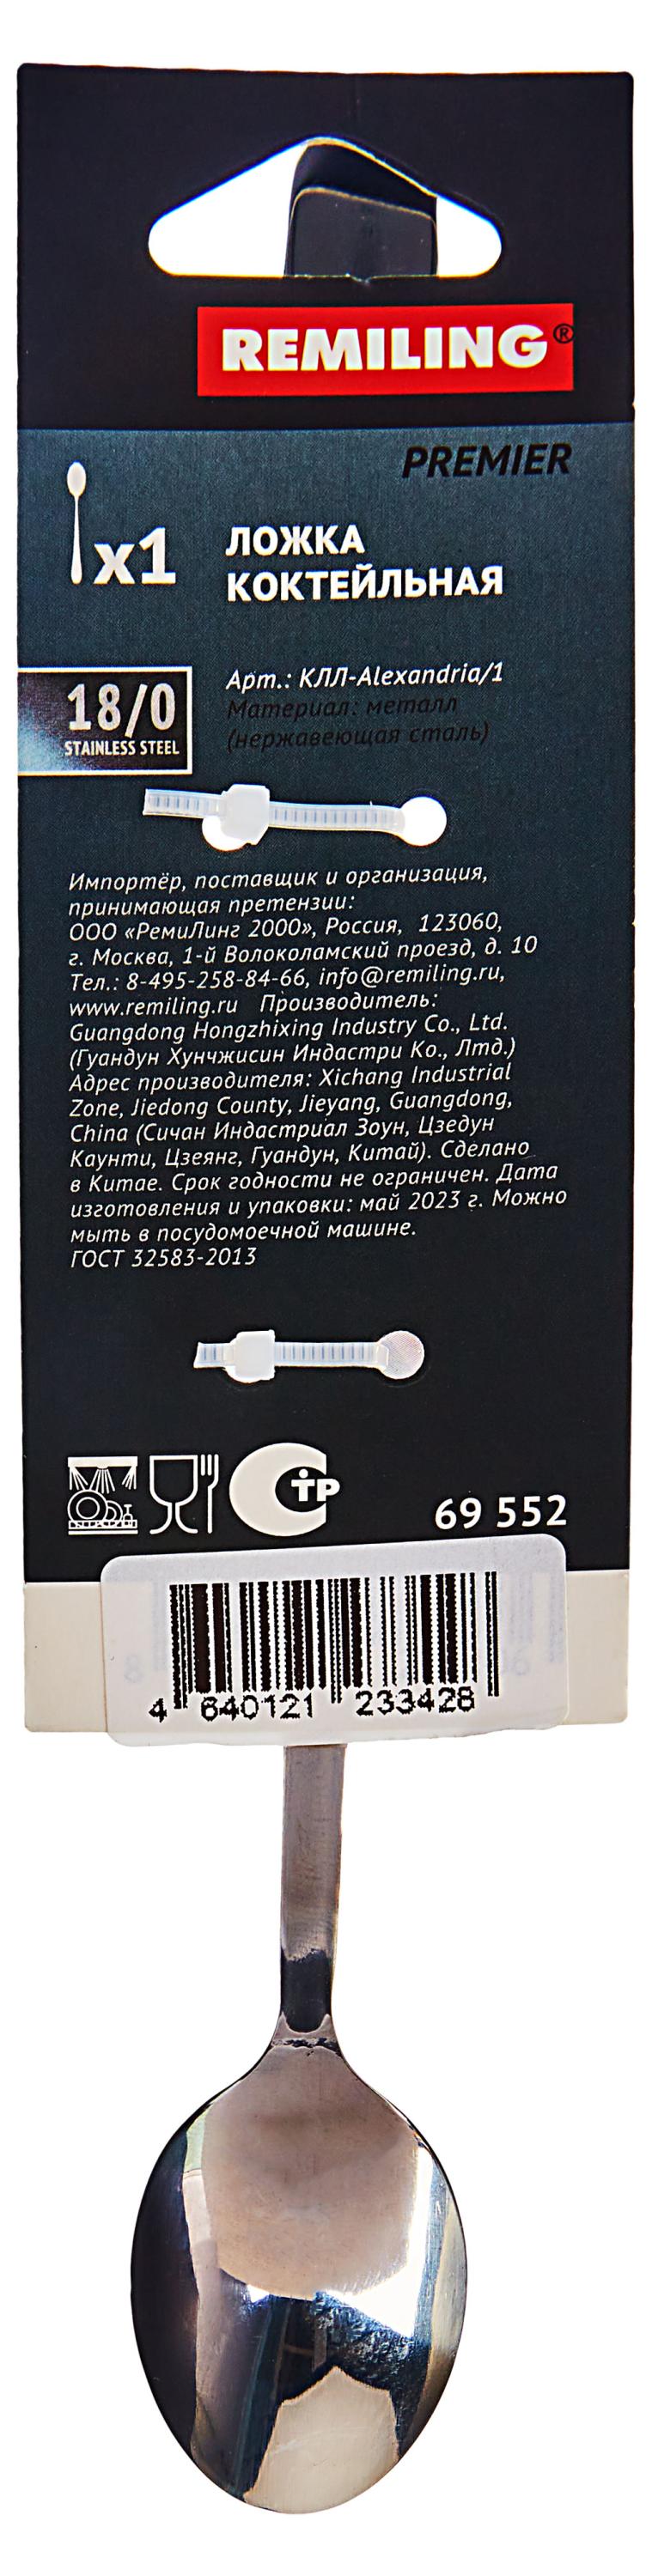 REMILING®
PREMIER
x1
ЛОЖКА
КОКТЕЙЛЬНАЯ
18/0
STAINLESS STEEL
Арт.: КЛЛ-Alexandria/1
Материал: металл
(нержавеющая сталь)
Импортёр, поставщик и организация,
принимающая претензии:
ООО «РемиЛинг 2000», Россия, 123060,
г. Москва, 1-й Волоколамский проезд, д. 10
Тел.: 8-495-258-84-66, info@remiling.ru,
www.remiling.ru Производитель:
Guangdong Hongzhixing Industry Co., Ltd.
(Гуандун Хунчжисин Индастри Ко., Лтд.)
Адрес производителя: Xichang Industrial
Zone, Jiedong County, Jieyang, Guangdong,
China (Сичан Индастриал Зоун, Цзедун
Каунти, Цзеянг, Гуандун, Китай). Сделано
в Китае. Срок годности не ограничен. Дата
изготовления и упаковки: май 2023 г. Можно
мыть в посудомоечной машине.
ГОСТ 32583-2013
СТР
69 552
4 640121 233428